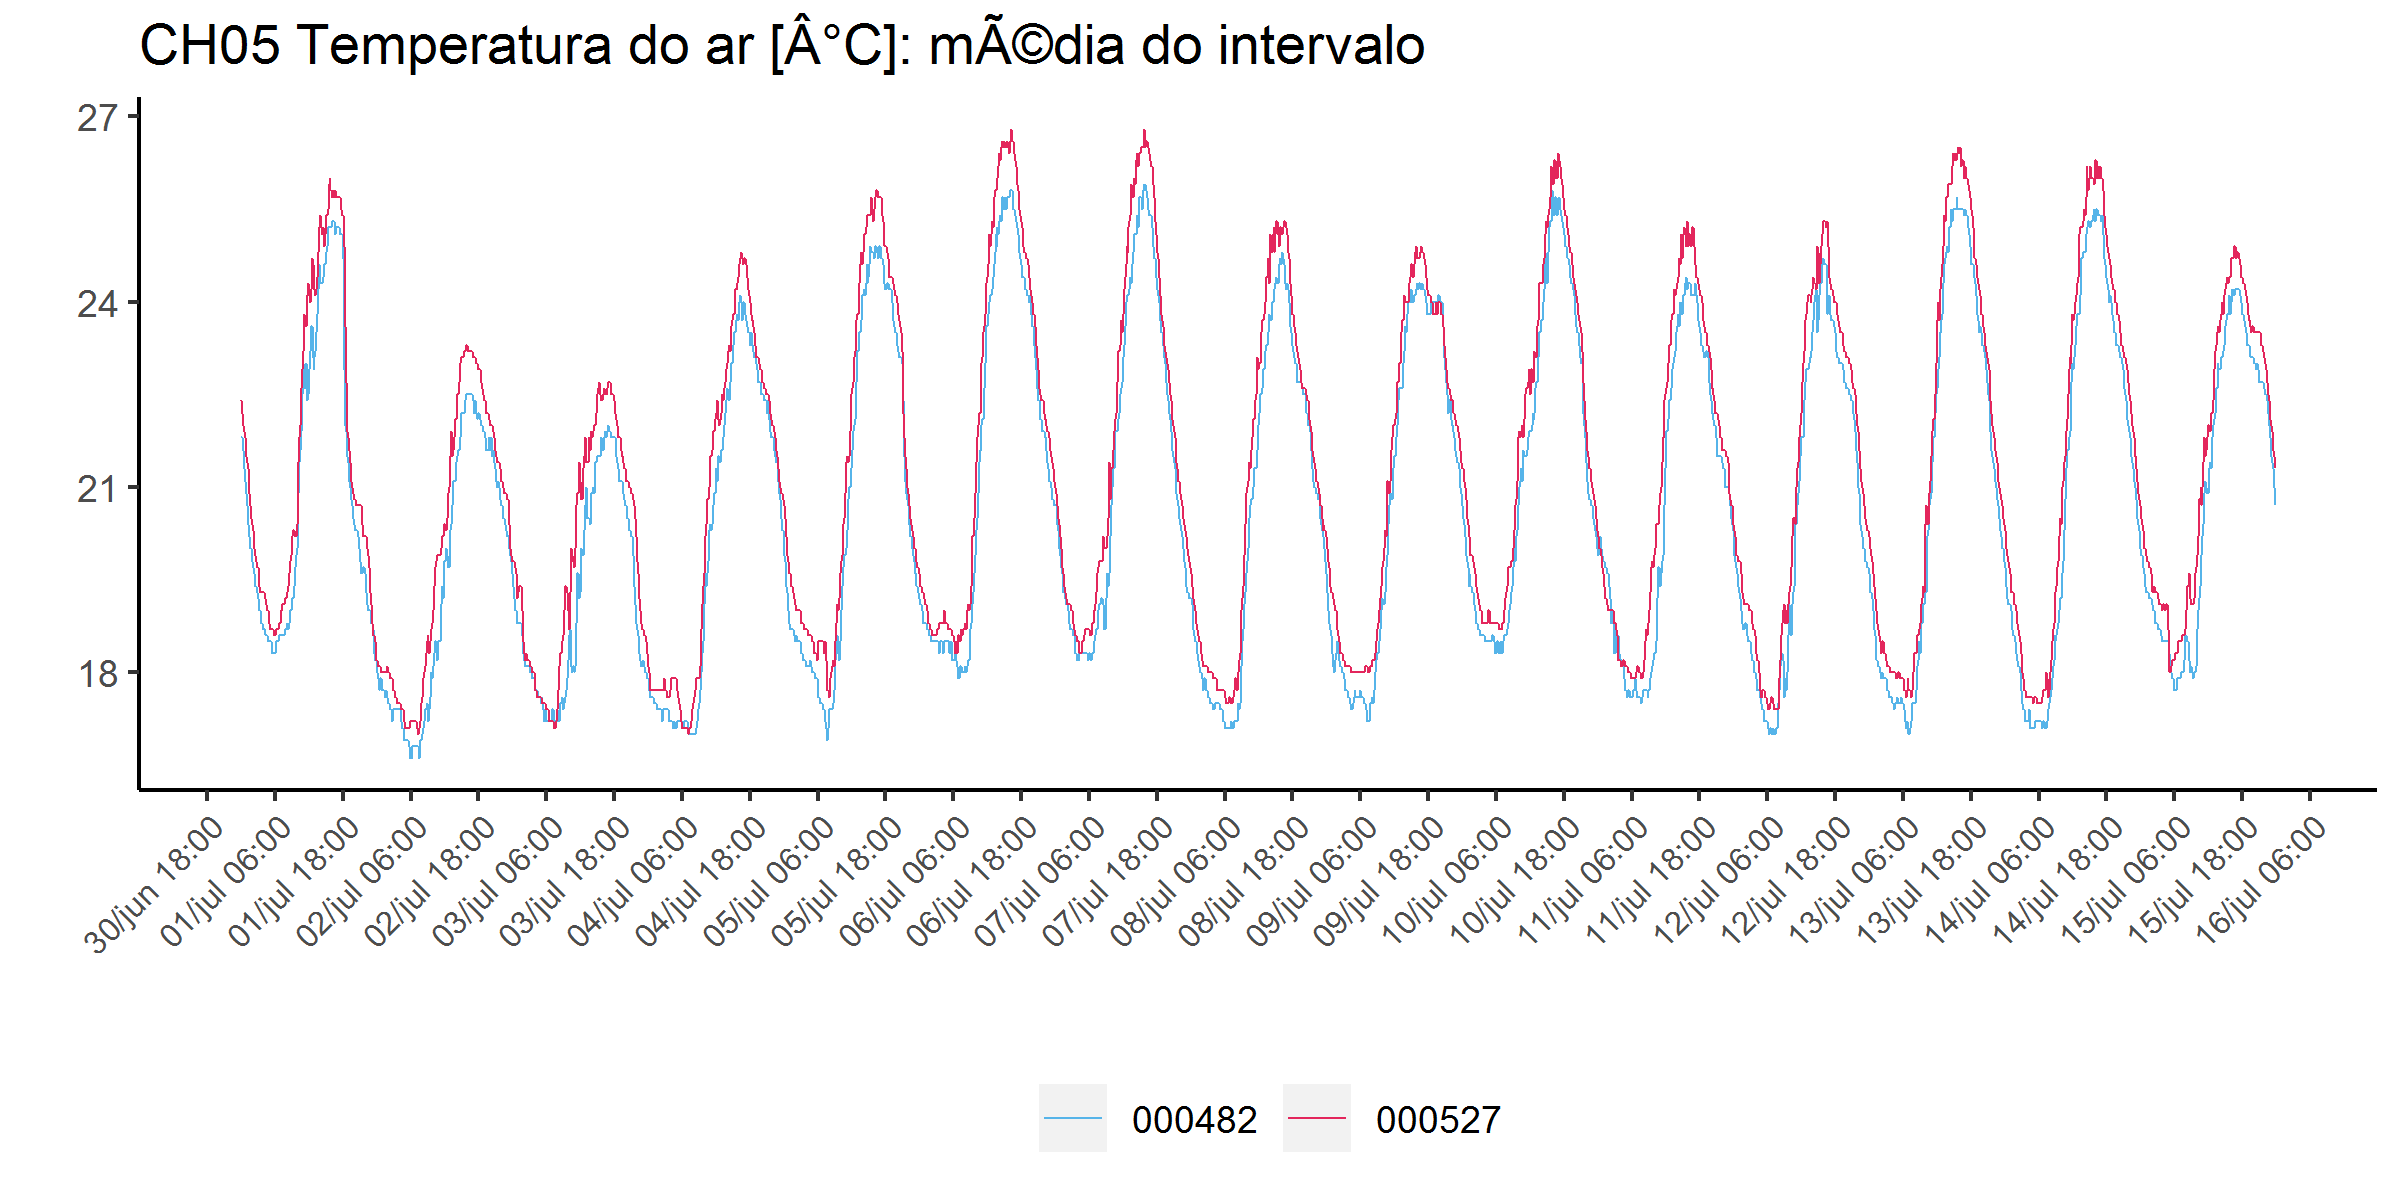 CH05 Temperatura do ar [Â°C]: mÃ©dia do intervalo
27
24
21
18
30/jun 18:00
01/jul 06:00
01/jul 18:00
02/jul 06:00
02/jul 18:00
03/jul 06:00
03/jul 18:00
04/jul 06:00
04/jul 18:00
05/jul 06:00
05/jul 18:00
06/jul 06:00
06/jul 18:00
07/jul 06:00
07/jul 18:00
08/jul 06:00
08/jul 18:00
09/jul 06:00
09/jul 18:00
10/jul 06:00
10/jul 18:00
11/jul 06:00
11/jul 18:00
12/jul 06:00
12/jul 18:00
13/jul 06:00
13/jul 18:00
14/jul 06:00
14/jul 18:00
15/jul 06:00
15/jul 18:00
16/jul 06:00
000482
000527